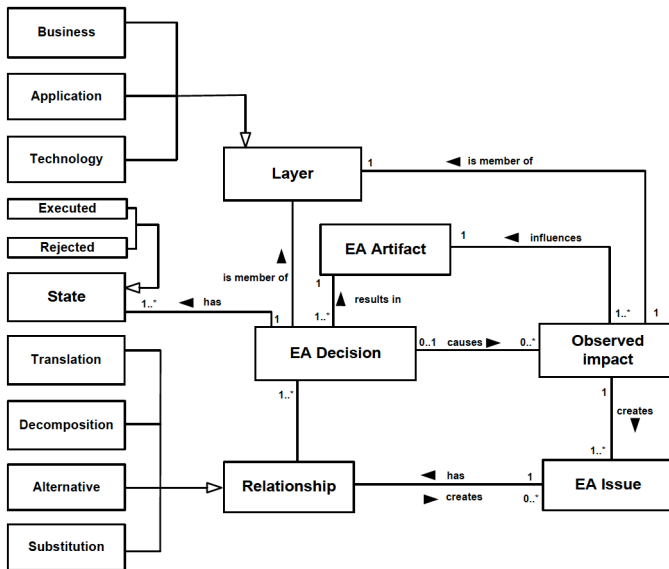 Business
Application
Technology
Layer
1
is member of
Executed
Rejected
EA Artifact
1
influences
State
is member of
1
results in
1..*
has
1
1..*
1..*
1
EA Decision
0..1
causes
0..*
Observed
impact
Translation
1..*
1
creates
Decomposition
1..*
Alternative
Relationship
has
1
creates
0..*
EA Issue
Substitution